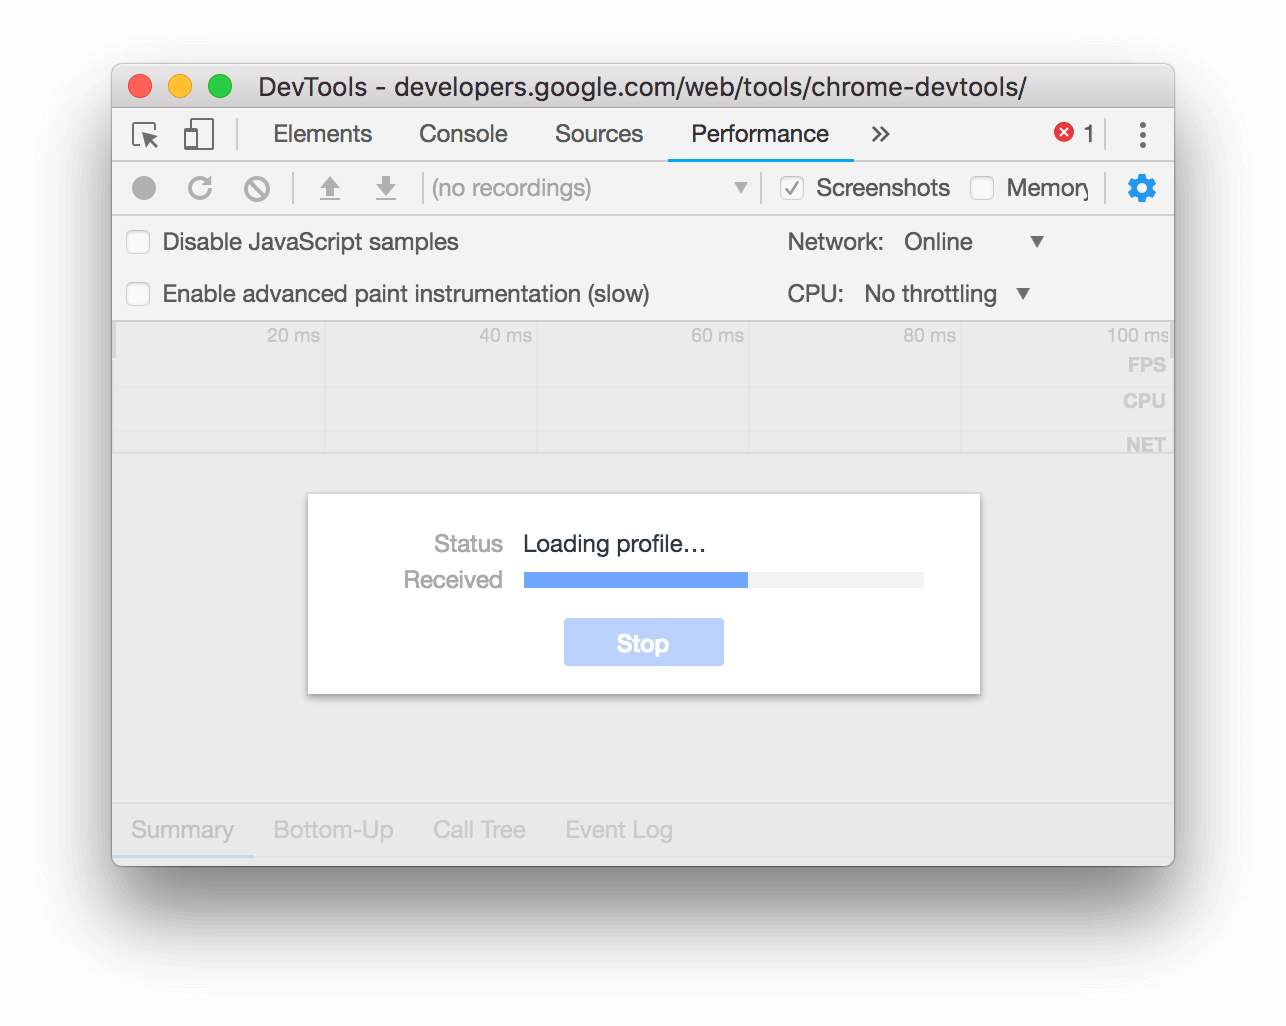 DevTools - developers.google.com/web/tools/chrome-devtools/
Elements Console Sources Performance » 1
(no recordings) Screenshots Memory
Disable JavaScript samples Network: Online
Enable advanced paint instrumentation (slow) CPU: No throttling
20 ms 40 ms 60 ms 80 ms 100 ms
FPS
CPU
NET
Status Loading profile…
Received
Stop
Summary Bottom-Up Call Tree Event Log